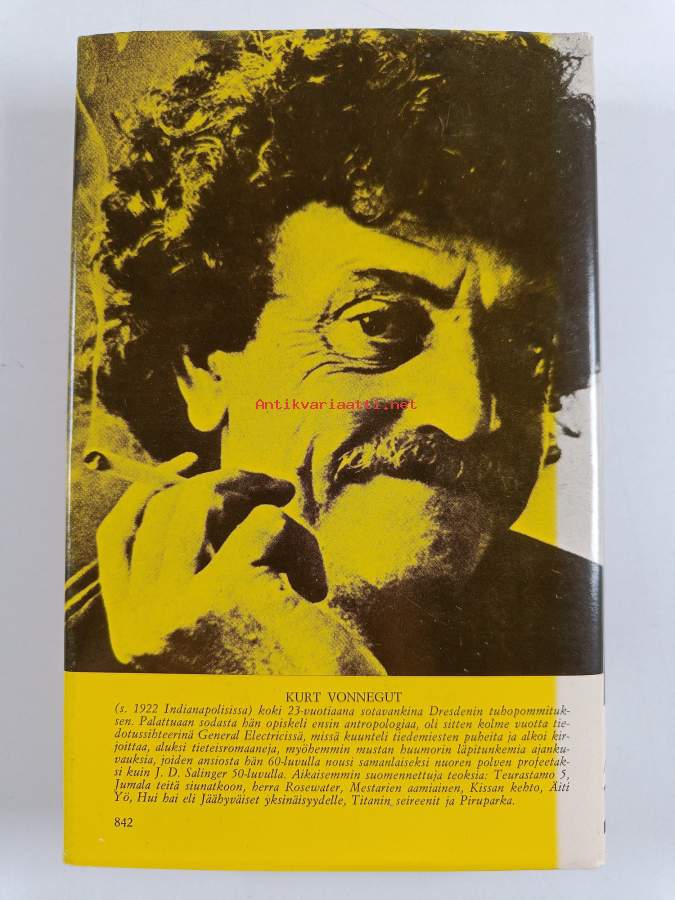 Antikvariaatti.net
KURT VONNEGUT
(s. 1922 Indianapolisissa) koki 23-vuotiaana sotavankina Dresdenin tuhopommituk-
sen. Palattuaan sodasta hän opiskeli ensin antropologiaa, oli sitten kolme vuotta tie-
dotussihteerinä General Electricissä, missä kuunteli tiedemiesten puheita ja alkoi kir-
joittaa, aluksi tieteisromaaneja, myöhemmin mustan huumorin läpitunkemia ajanku-
vauksia, joiden ansiosta hän 60-luvulla nousi samanlaiseksi nuoren polven profeetak-
si kuin J. D. Salinger 50-luvulla. Aikaisemmin suomennettuja teoksia: Teurastamo 5,
Jumala teitä siunatkoon, herra Rosewater, Mestarien aamiainen, Kissan kehto, Äiti
Yö, Hui hai eli Jäähyväiset yksinäisyydelle, Titanin seireenit ja Piruparka.
842